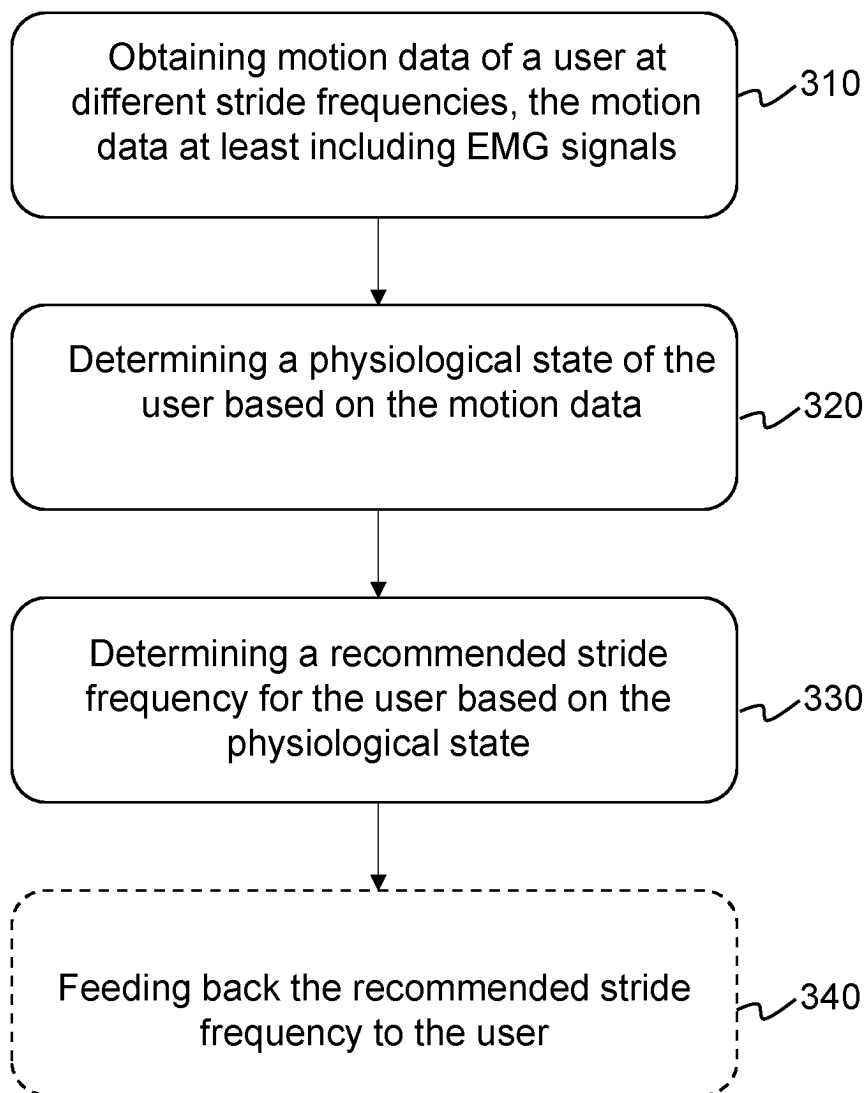 Obtaining motion data of a user at
different stride frequencies, the motion
data at least including EMG signals
310
Determining a physiological state of the
user based on the motion data
320
Determining a recommended stride
frequency for the user based on the
physiological state
330
Feeding back the recommended stride
frequency to the user
340